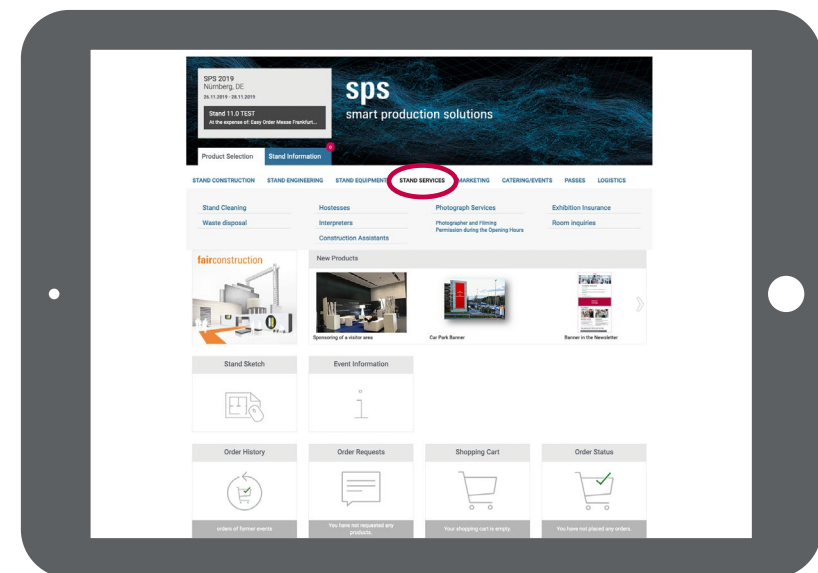 SPS 2019
Nürnberg, DE
26.11.2019 - 28.11.2019
Stand 11.0 TEST
At the expense of: Easy Order Messe Frankfurt...
sps
smart production solutions
Product Selection
Stand Information
0
STAND CONSTRUCTION STAND ENGINEERING STAND EQUIPMENT STAND SERVICES MARKETING CATERING/EVENTS PASSES LOGISTICS
Stand Cleaning
Hostesses
Photograph Services
Exhibition Insurance
Waste disposal
Interpreters
Photographer and Filming
Permission during the Opening Hours
Room inquiries
Construction Assistants
fairconstruction
New Products
Sponsoring of a visitor area
Car Park Banner
Banner in the Newsletter
Stand Sketch
Event Information
Order History
Order Requests
Shopping Cart
Order Status
orders of former events
You have not requested any
products.
Your shopping cart is empty
You have not placed any orders.